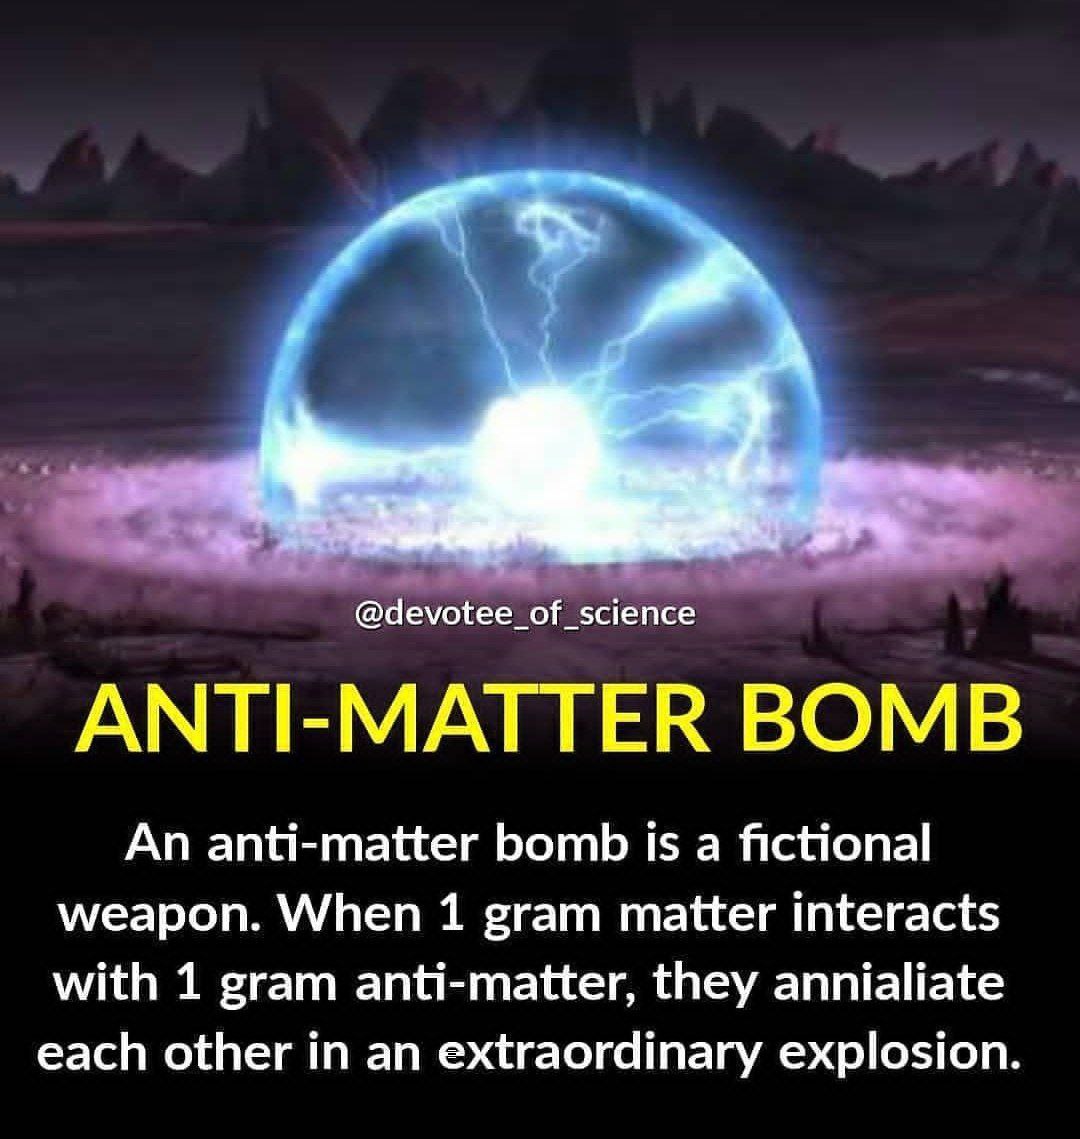 @devotee_of_science
ANTI-MATTER BOMB
An anti-matter bomb is a fictional
weapon. When 1 gram matter interacts
with 1 gram anti-matter, they annialiate
each other in an extraordinary explosion.